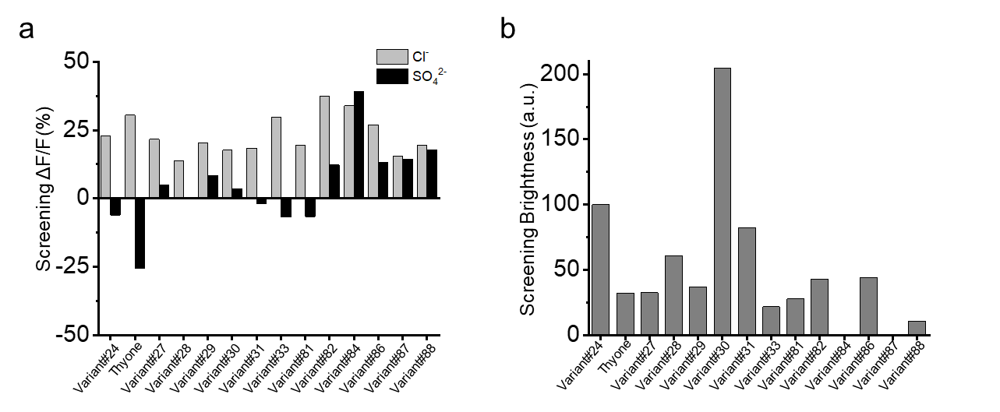 a
Cl⁻
SO₄²⁻
Screening ΔF/F (%)
50
25
0
-25
-50
Variant#24
Thyone
Variant#27
Variant#28
Variant#29
Variant#30
Variant#31
Variant#33
Variant#81
Variant#82
Variant#84
Variant#86
Variant#87
Variant#88
b
Screening Brightness (a.u.)
200
150
100
50
0
Variant#24
Thyone
Variant#27
Variant#28
Variant#29
Variant#30
Variant#31
Variant#33
Variant#81
Variant#82
Variant#84
Variant#86
Variant#87
Variant#88